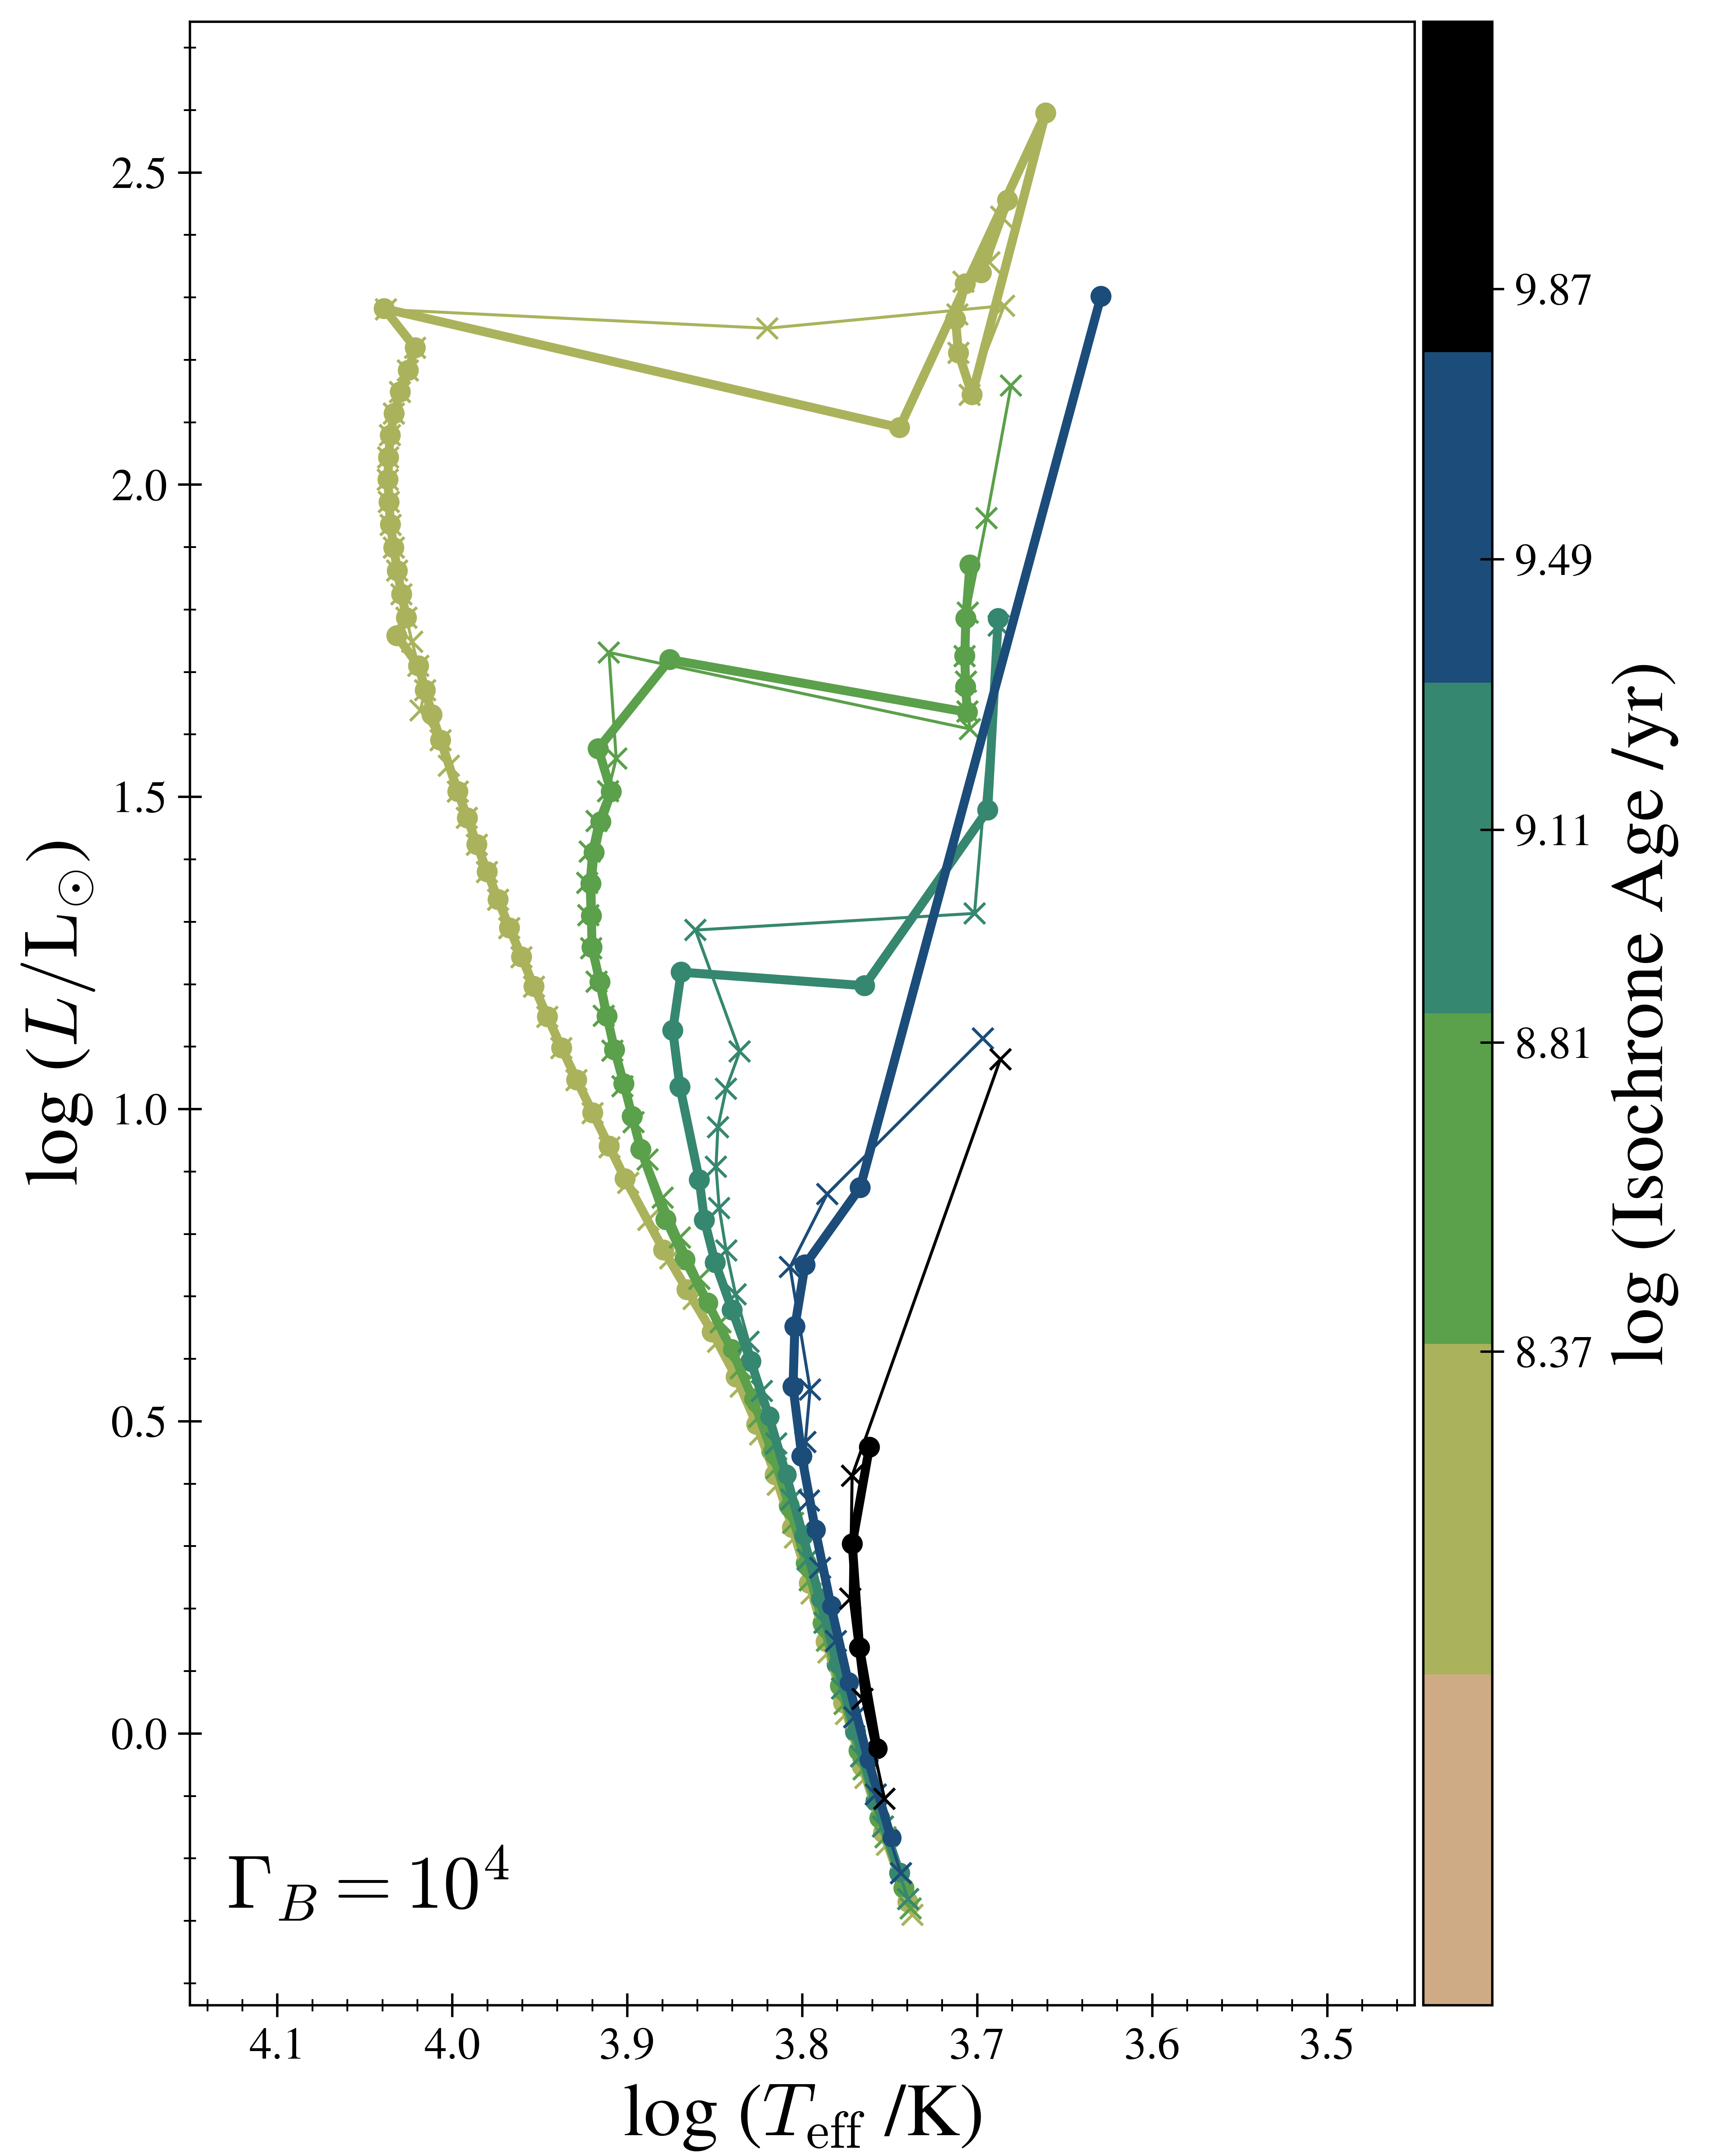 log (L/L☉)
2.5
2.0
1.5
1.0
0.5
0.0
Γ_B = 10^4
4.1 4.0 3.9 3.8 3.7 3.6 3.5
log (T_eff /K)
9.87
9.49
9.11
8.81
8.37
log (Isochrone Age /yr)